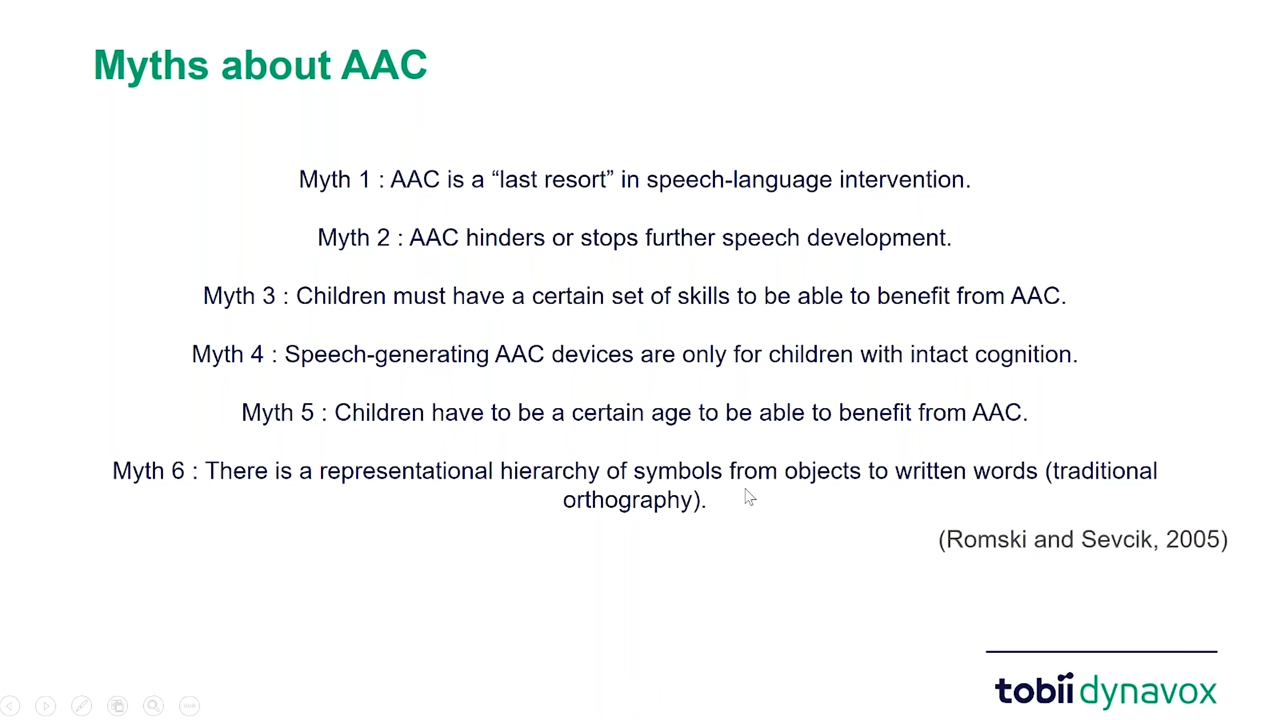 Myths about AAC
Myth 1 : AAC is a “last resort” in speech-language intervention.
Myth 2 : AAC hinders or stops further speech development.
Myth 3 : Children must have a certain set of skills to be able to benefit from AAC.
Myth 4 : Speech-generating AAC devices are only for children with intact cognition.
Myth 5 : Children have to be a certain age to be able to benefit from AAC.
Myth 6 : There is a representational hierarchy of symbols from objects to written words (traditional
orthography).
(Romski and Sevcik, 2005)
tobii dynavox